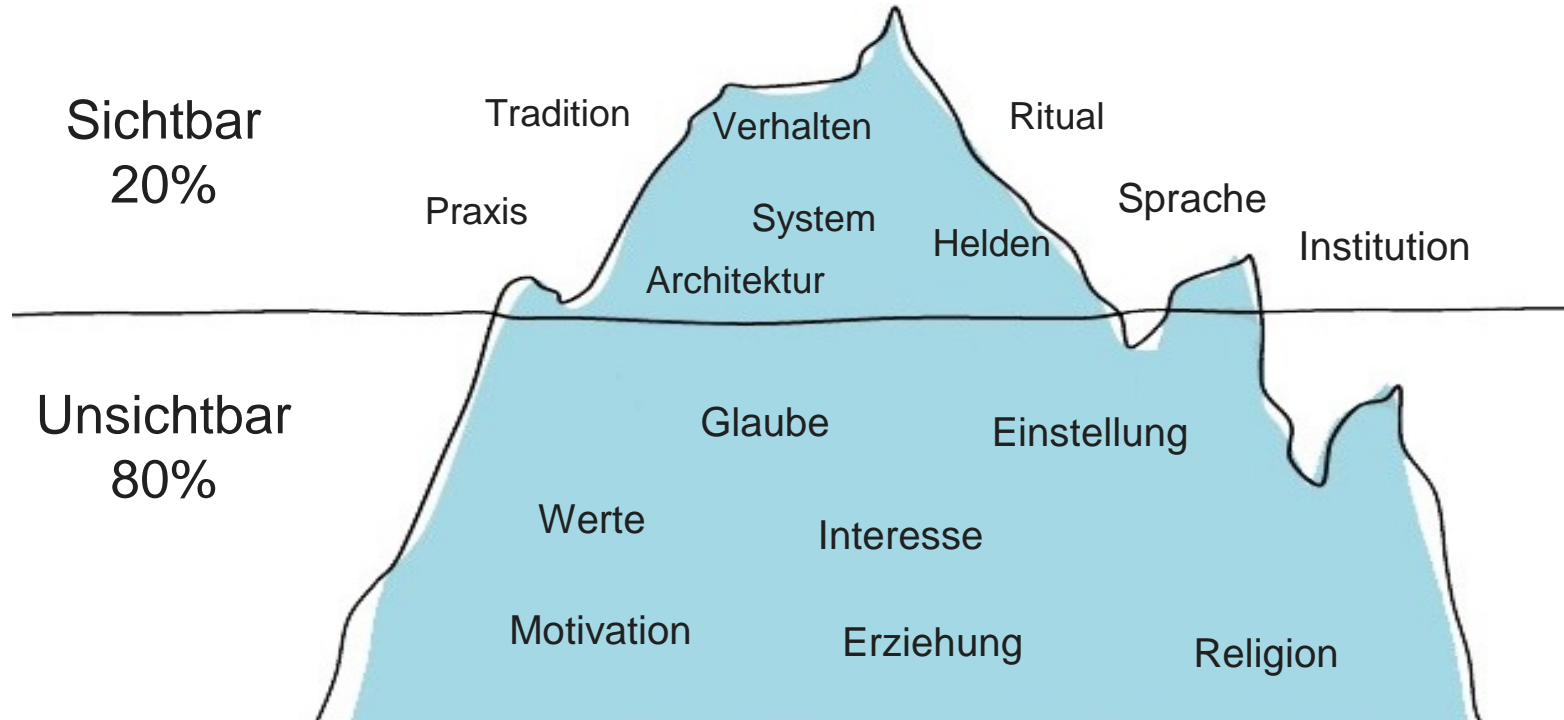 Sichtbar
20%
Tradition
Verhalten
Ritual
Praxis
System
Sprache
Helden
Institution
Architektur
Unsichtbar
80%
Glaube
Einstellung
Werte
Interesse
Motivation
Erziehung
Religion